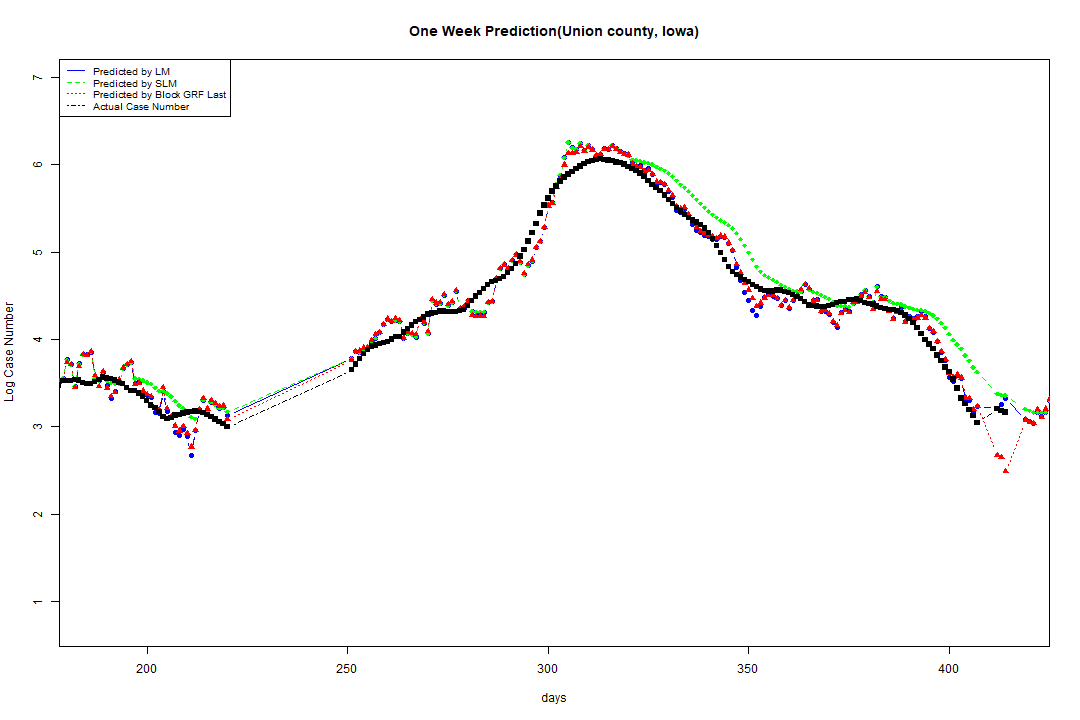 One Week Prediction(Union county, Iowa)
Predicted by LM
Predicted by SLM
Predicted by Block GRF Last
Actual Case Number
Log Case Number
7
6
5
4
3
2
1
200
250
300
350
400
days